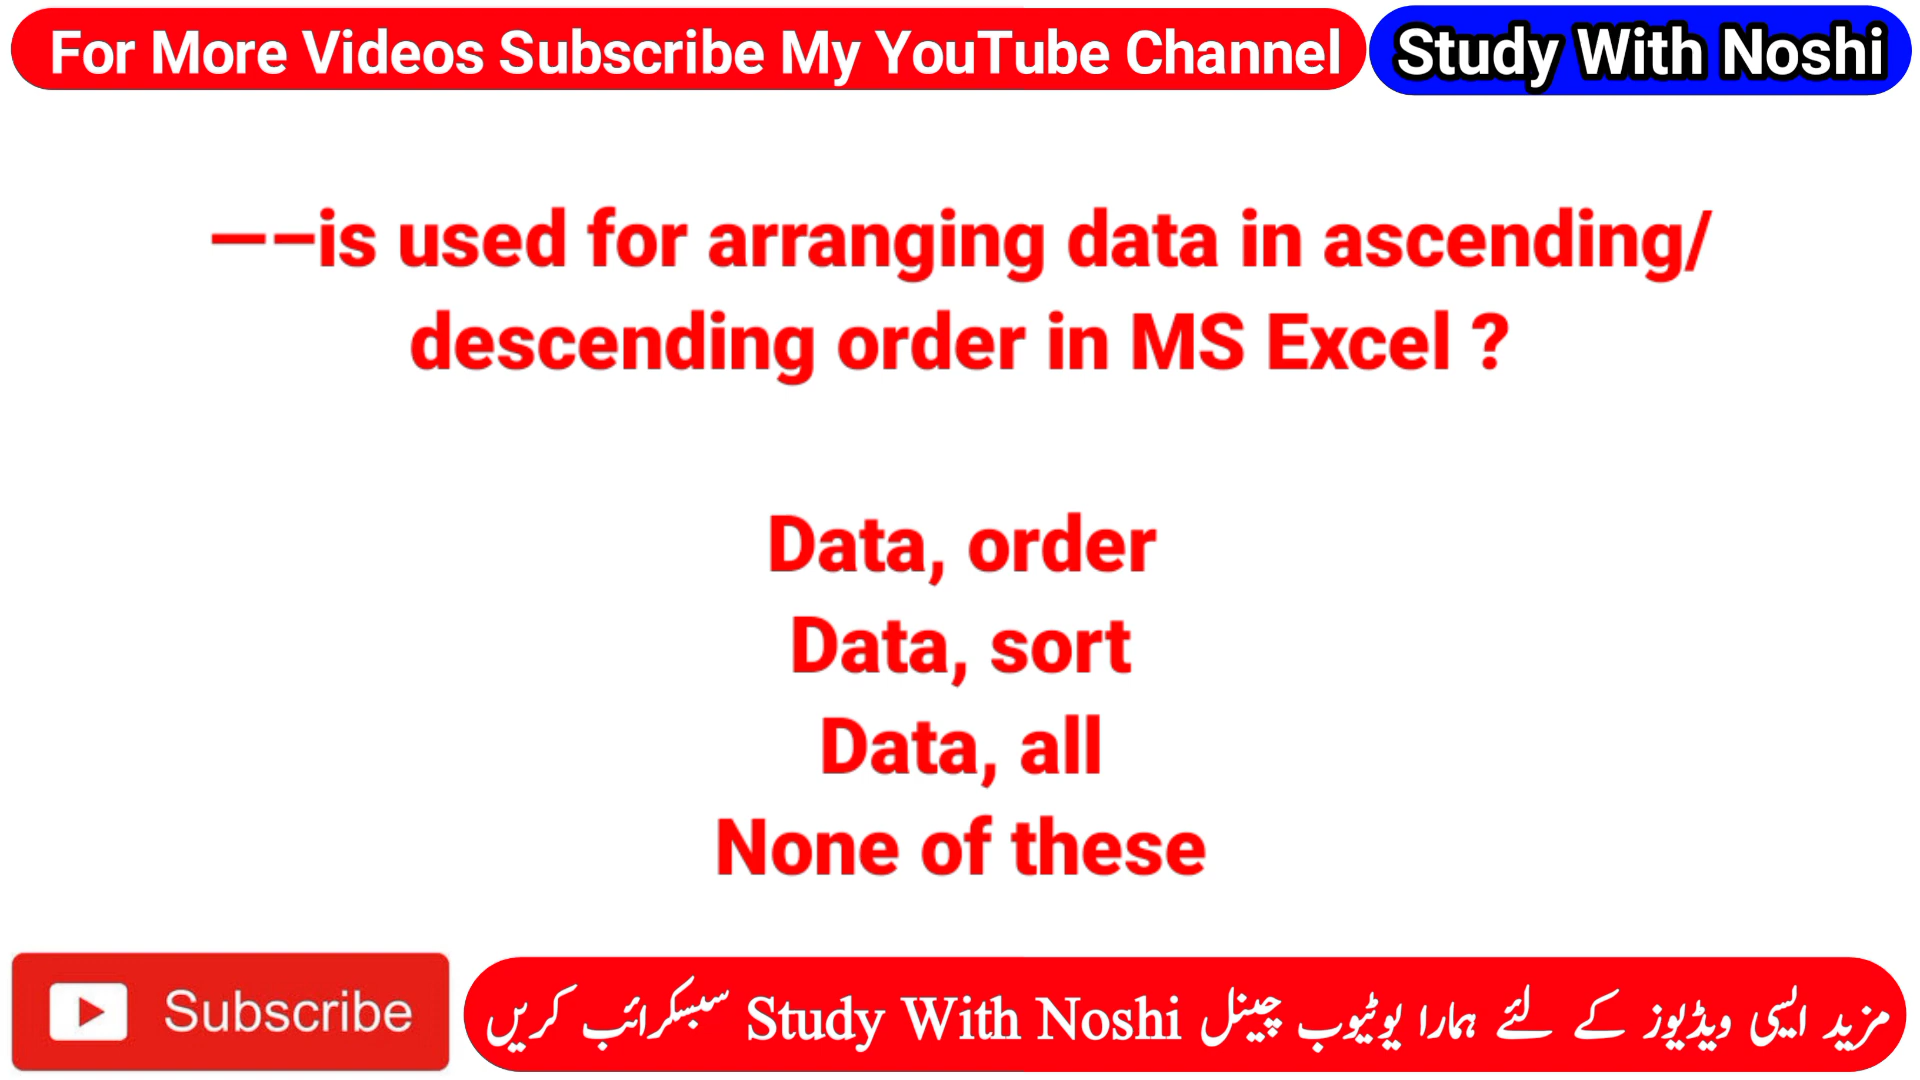 For More Videos Subscribe My YouTube Channel
Study With Noshi
——is used for arranging data in ascending/
descending order in MS Excel ?
Data, order
Data, sort
Data, all
None of these
Subscribe
مزید ایسی ویڈیوز کے لئے ہمارا یوٹیوب چینل Study With Noshi سبسکرائب کریں